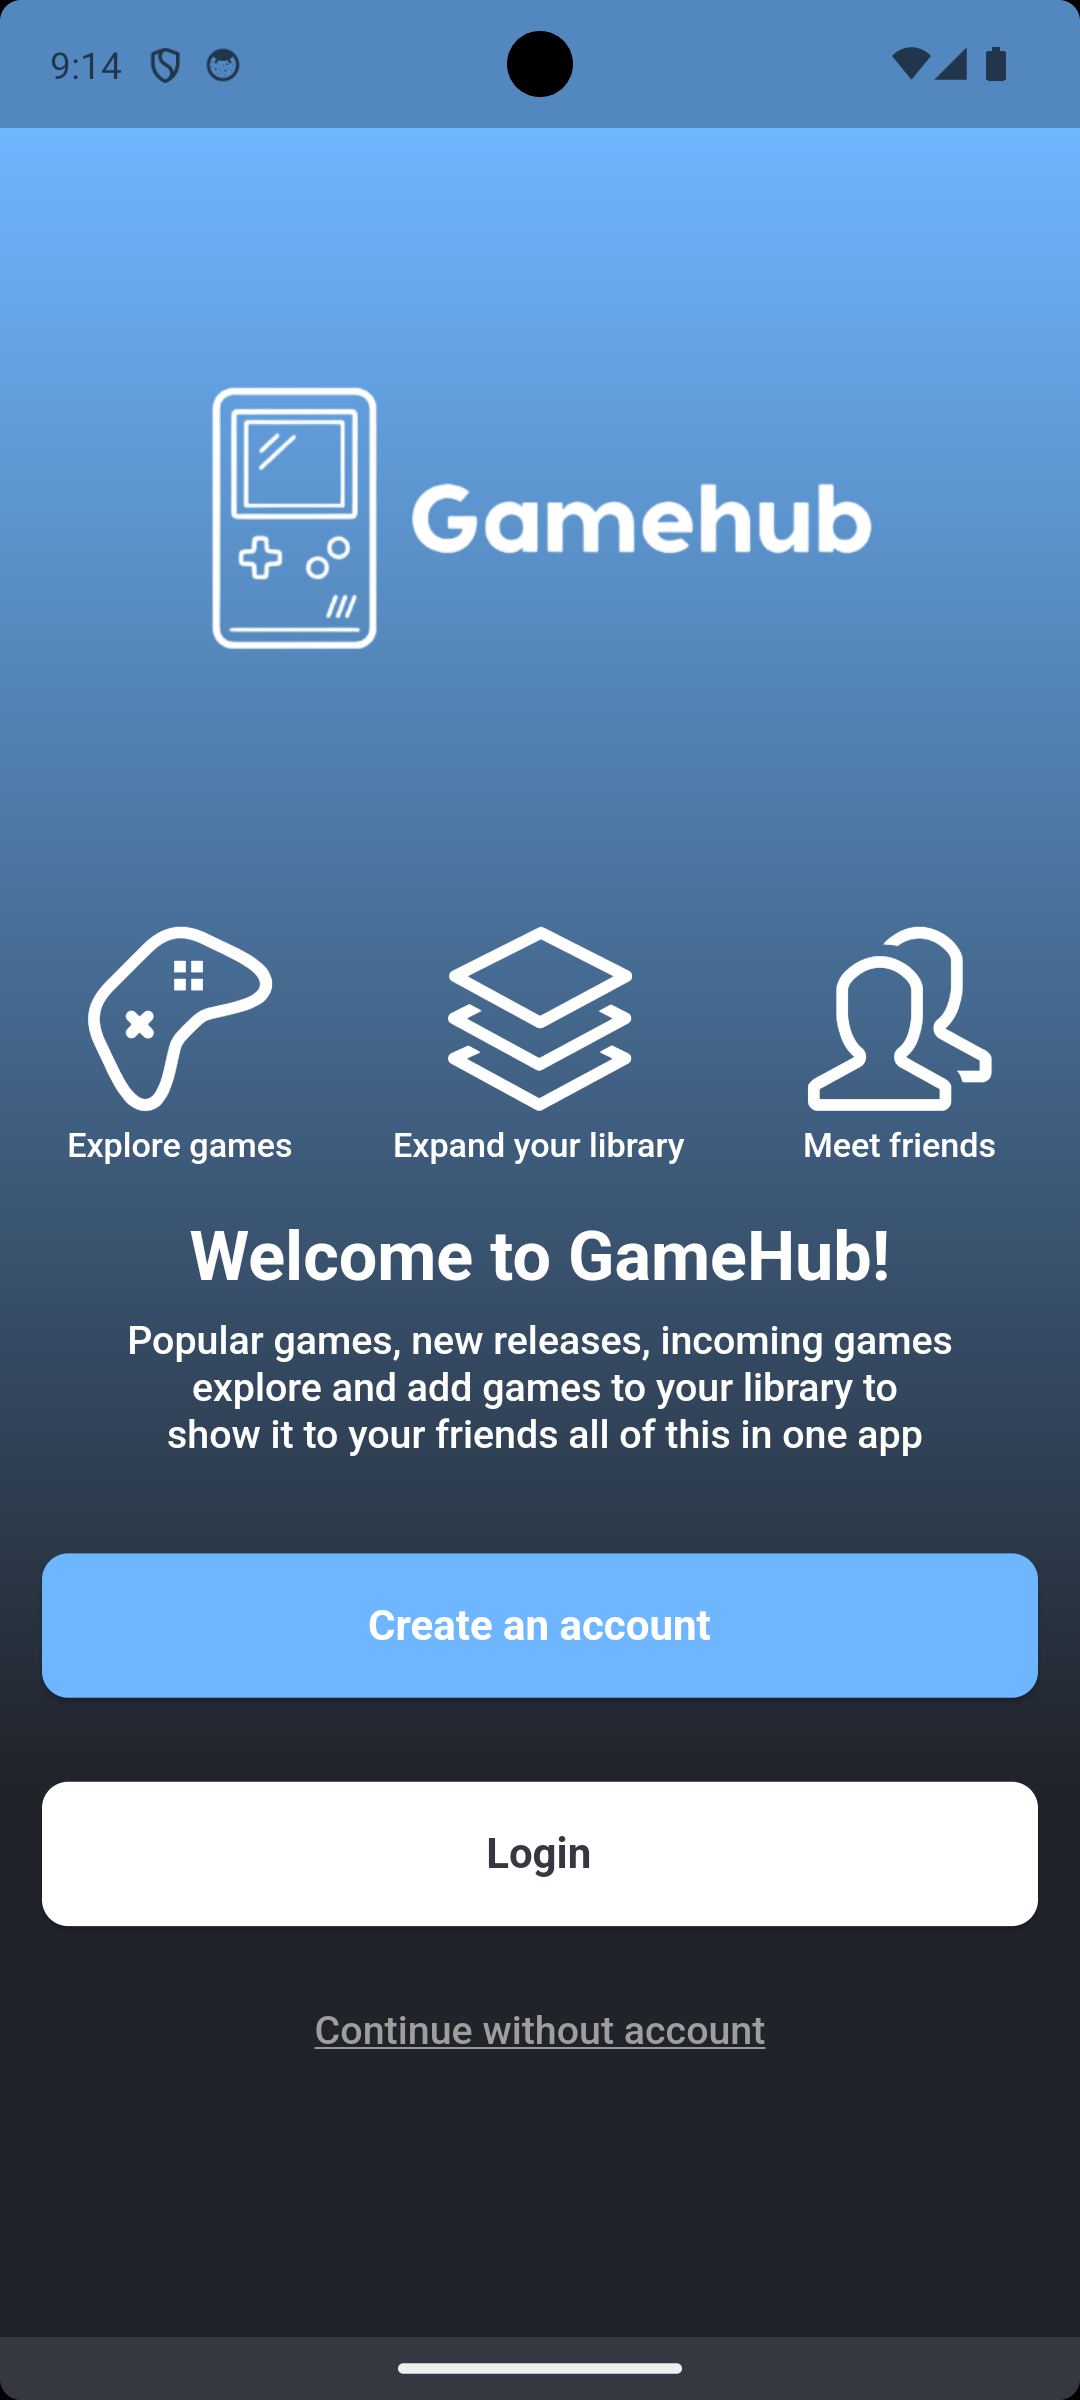 9:14
Gamehub
Explore games
Expand your library
Meet friends
Welcome to GameHub!
Popular games, new releases, incoming games
explore and add games to your library to
show it to your friends all of this in one app
Create an account
Login
Continue without account